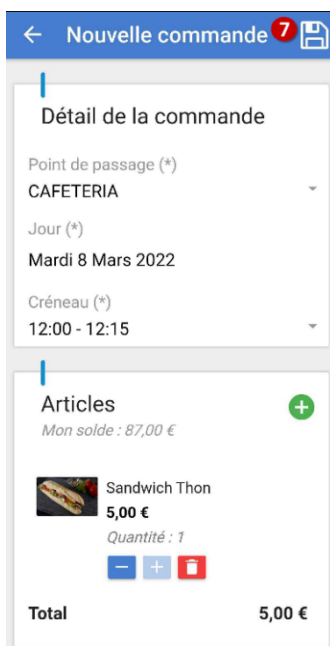 Nouvelle commande 7
Détail de la commande
Point de passage (*)
CAFETERIA
Jour (*)
Mardi 8 Mars 2022
Créneau (*)
12:00 - 12:15
Articles
Mon solde : 87,00 €
Sandwich Thon
5,00 €
Quantité : 1
Total 5,00 €